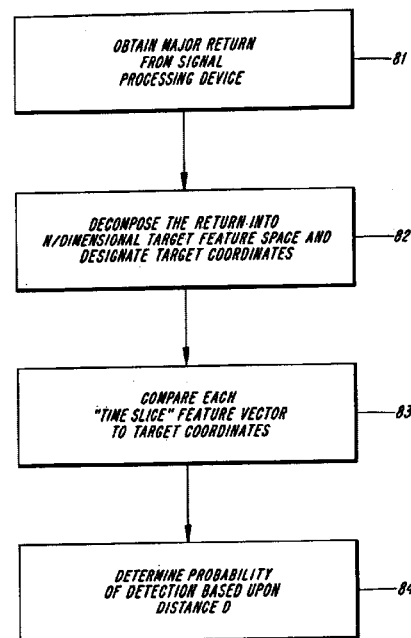 OBTAIN MAJOR RETURN
FROM SIGNAL
PROCESSING DEVICE
81
DECOMPOSE THE RETURN INTO
N/DIMENSIONAL TARGET FEATURE SPACE AND
DESIGNATE TARGET COORDINATES
82
COMPARE EACH
"TIME SLICE" FEATURE VECTOR
TO TARGET COORDINATES
83
DETERMINE PROBABILITY
OF DETECTION BASED UPON
DISTANCE D
84